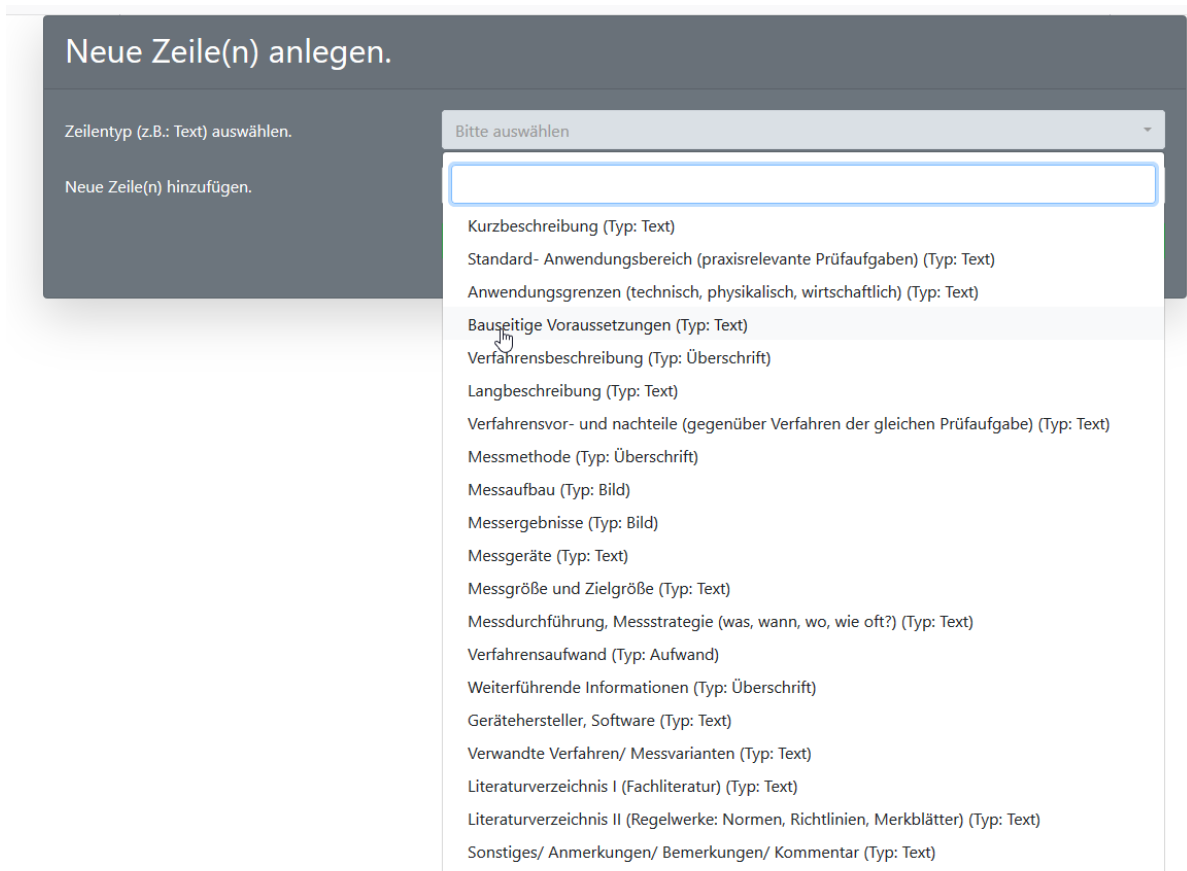 Neue Zeile(n) anlegen.
Zeilentyp (z.B.: Text) auswählen.
Bitte auswählen
Neue Zeile(n) hinzufügen.
Kurzbeschreibung (Typ: Text)
Standard- Anwendungsbereich (praxisrelevante Prüfaufgaben) (Typ: Text)
Anwendungsgrenzen (technisch, physikalisch, wirtschaftlich) (Typ: Text)
Bauseitige Voraussetzungen (Typ: Text)
Verfahrensbeschreibung (Typ: Überschrift)
Langbeschreibung (Typ: Text)
Verfahrensvor- und nachteile (gegenüber Verfahren der gleichen Prüfaufgabe) (Typ: Text)
Messmethode (Typ: Überschrift)
Messaufbau (Typ: Bild)
Messergebnisse (Typ: Bild)
Messgeräte (Typ: Text)
Messgröße und Zielgröße (Typ: Text)
Messdurchführung, Messstrategie (was, wann, wo, wie oft?) (Typ: Text)
Verfahrensaufwand (Typ: Aufwand)
Weiterführende Informationen (Typ: Überschrift)
Gerätehersteller, Software (Typ: Text)
Verwandte Verfahren/ Messvarianten (Typ: Text)
Literaturverzeichnis I (Fachliteratur) (Typ: Text)
Literaturverzeichnis II (Regelwerke: Normen, Richtlinien, Merkblätter) (Typ: Text)
Sonstiges/ Anmerkungen/ Bemerkungen/ Kommentar (Typ: Text)